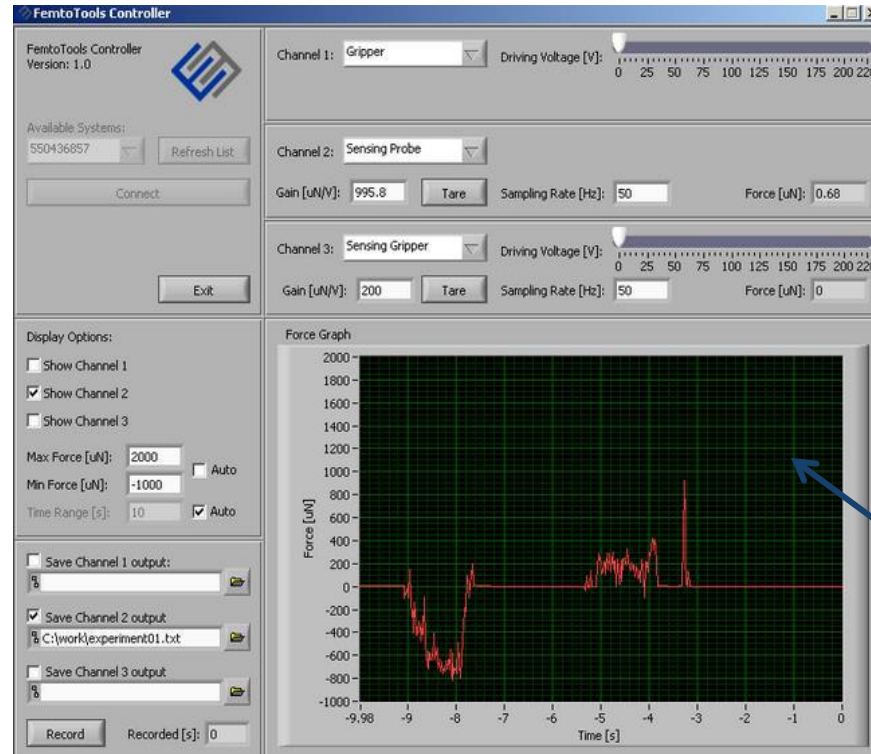 FemtoTools Controller
FemtoTools Controller
Version: 1.0
Available Systems:
550436857
Refresh List
Connect
Exit
Channel 1: Gripper
Driving Voltage [V]:
0 25 50 75 100 125 150 175 200 22
Channel 2: Sensing Probe
Gain [uN/V]: 995.8 Tare Sampling Rate [Hz]: 50 Force [uN]: 0.68
Channel 3: Sensing Gripper
Driving Voltage [V]:
0 25 50 75 100 125 150 175 200 22
Gain [uN/V]: 200 Tare Sampling Rate [Hz]: 50 Force [uN]: 0
Display Options:
Show Channel 1
Show Channel 2
Show Channel 3
Max Force [uN]: 2000
Auto
Min Force [uN]: -1000
Time Range [s]: 10 Auto
Save Channel 1 output:
Save Channel 2 output
C:\work\experiment01.txt
Save Channel 3 output
Record Recorded [s]: 0
Force Graph
2000
1800
1600
1400
1200
1000
800
600
400
200
0
-200
-400
-600
-800
-1000
Force [uN]
-9.98 -9 -8 -7 -6 -5 -4 -3 -2 -1 0
Time [s]